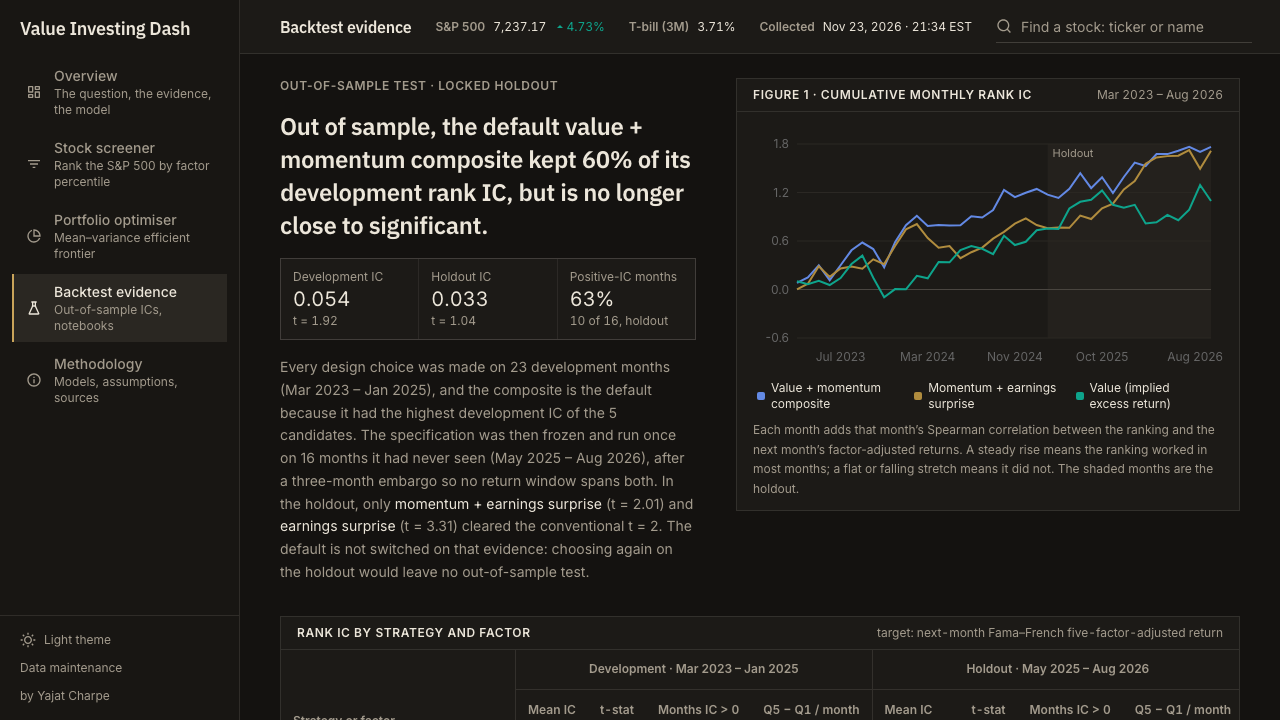 Value Investing Dash
Overview
The question, the evidence,
the model
Stock screener
Rank the S&P 500 by factor
percentile
Portfolio optimiser
Mean–variance efficient
frontier
Backtest evidence
Out-of-sample ICs,
notebooks
Methodology
Models, assumptions,
sources
Light theme
Data maintenance
by Yajat Charpe
Backtest evidence S&P 500 7,237.17 4.73% T-bill (3M) 3.71% Collected Nov 23, 2026 · 21:34 EST Find a stock: ticker or name
OUT-OF-SAMPLE TEST · LOCKED HOLDOUT
Out of sample, the default value +
momentum composite kept 60% of its
development rank IC, but is no longer
close to significant.
Development IC
0.054
t = 1.92
Holdout IC
0.033
t = 1.04
Positive-IC months
63%
10 of 16, holdout
Every design choice was made on 23 development months
(Mar 2023 – Jan 2025), and the composite is the default
because it had the highest development IC of the 5
candidates. The specification was then frozen and run once
on 16 months it had never seen (May 2025 – Aug 2026), after
a three-month embargo so no return window spans both. In
the holdout, only momentum + earnings surprise (t = 2.01) and
earnings surprise (t = 3.31) cleared the conventional t = 2. The
default is not switched on that evidence: choosing again on
the holdout would leave no out-of-sample test.
FIGURE 1 · CUMULATIVE MONTHLY RANK IC Mar 2023 – Aug 2026
1.8
1.2
0.6
0.0
-0.6
Holdout
Jul 2023 Mar 2024 Nov 2024 Oct 2025 Aug 2026
Value + momentum
composite
Momentum + earnings
surprise
Value (implied
excess return)
Each month adds that month's Spearman correlation between the ranking and the
next month's factor-adjusted returns. A steady rise means the ranking worked in
most months; a flat or falling stretch means it did not. The shaded months are the
holdout.
RANK IC BY STRATEGY AND FACTOR target: next-month Fama–French five-factor-adjusted return
Development · Mar 2023 – Jan 2025 Holdout · May 2025 – Aug 2026
Mean IC t-stat Months IC > 0 Q5 − Q1 / month Mean IC t-stat Months IC > 0 Q5 − Q1 / month
Strategy or factor